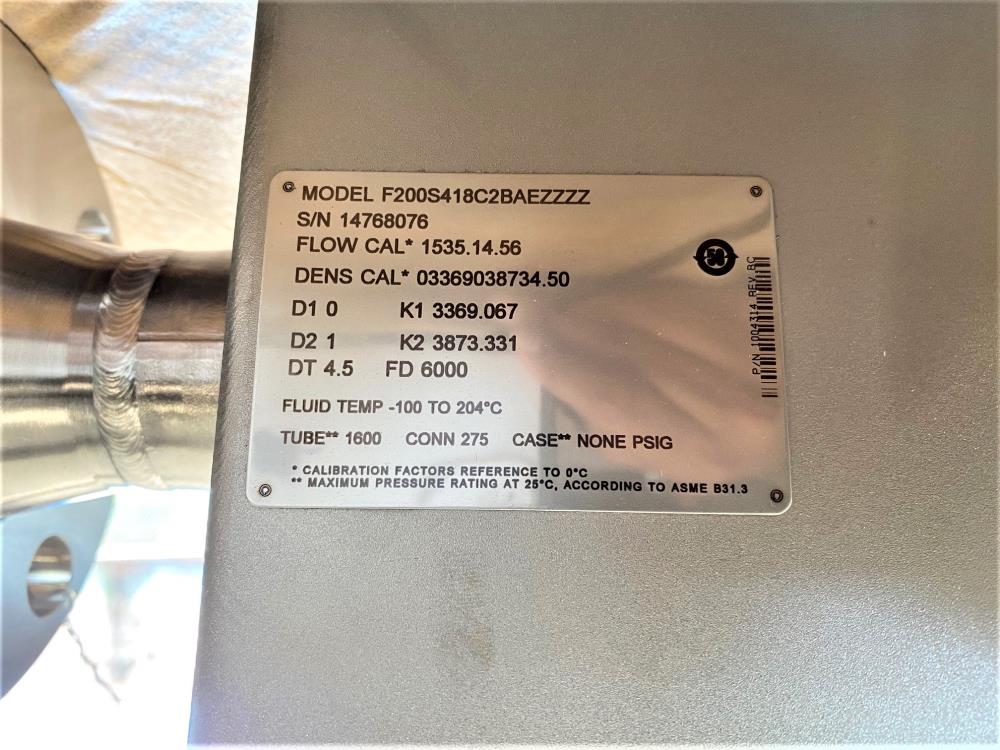 MODEL F200S418C2BAEZZZZ
S/N 14768076
FLOW CAL* 1535.14.56
DENS CAL* 03369038734.50
D1 0 K1 3369.067
D2 1 K2 3873.331
DT 4.5 FD 6000
FLUID TEMP -100 TO 204°C
TUBE** 1600 CONN 275 CASE** NONE PSIG
* CALIBRATION FACTORS REFERENCE TO 0°C
** MAXIMUM PRESSURE RATING AT 25°C, ACCORDING TO ASME B31.3
P/N 1004314 REV BC
50